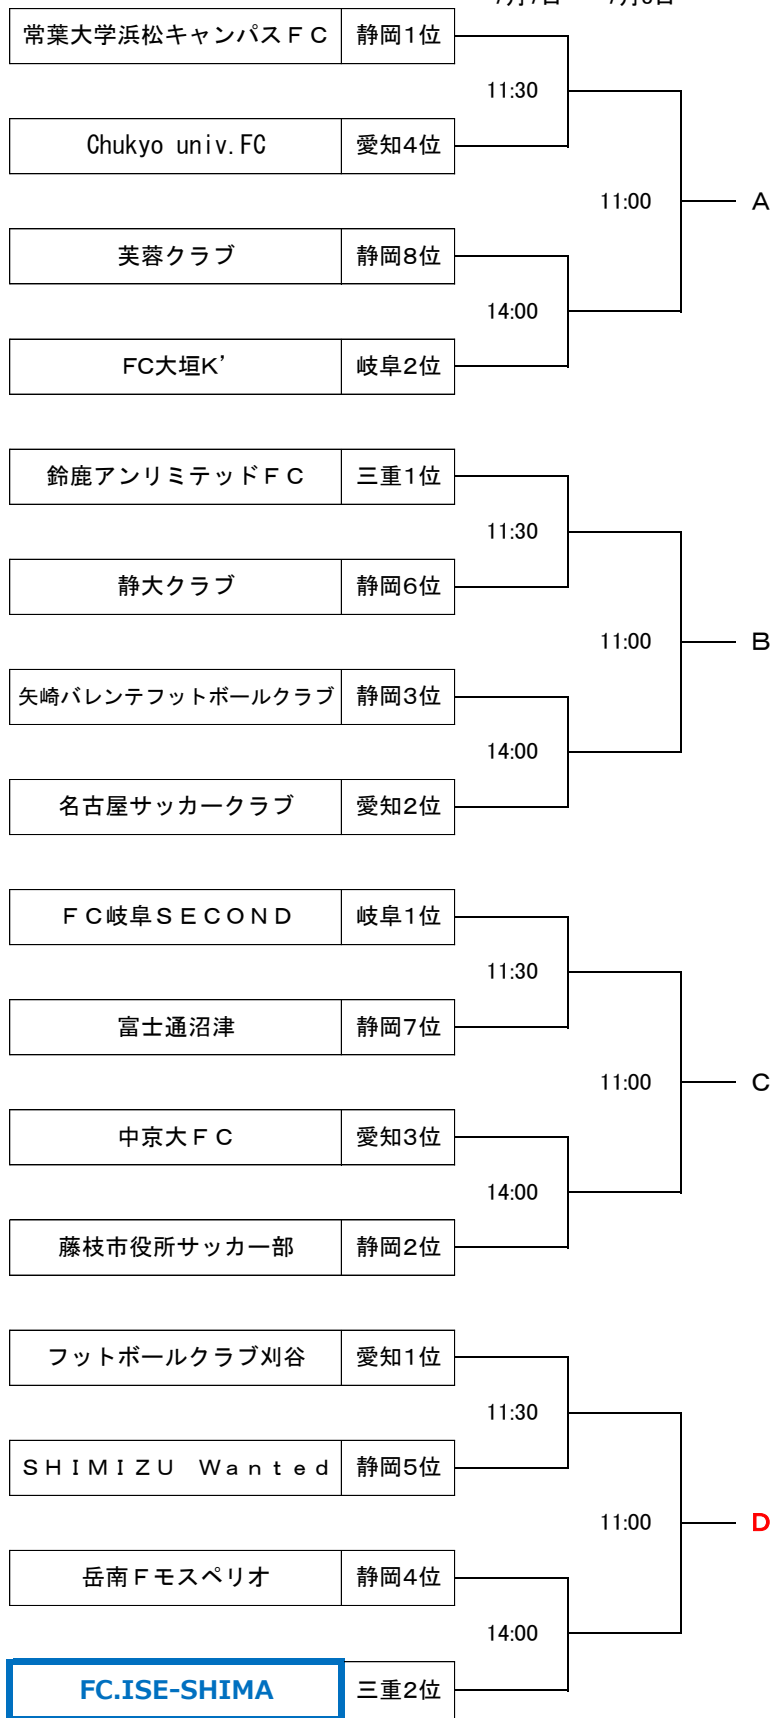 常葉大学浜松キャンパスＦＣ 静岡1位
11:30
Chukyo univ.FC 愛知4位
11:00 A
芙蓉クラブ 静岡8位
14:00
FC大垣K’ 岐阜2位
鈴鹿アンリミテッドＦＣ 三重1位
11:30
静大クラブ 静岡6位
11:00 B
矢崎バレンテフットボールクラブ 静岡3位
14:00
名古屋サッカークラブ 愛知2位
ＦＣ岐阜ＳＥＣＯＮＤ 岐阜1位
11:30
富士通沼津 静岡7位
11:00 C
中京大ＦＣ 愛知3位
14:00
藤枝市役所サッカー部 静岡2位
フットボールクラブ刈谷 愛知1位
11:30
ＳＨＩＭＩＺＵ　Ｗａｎｔｅｄ 静岡5位
11:00 D
岳南Ｆモスペリオ 静岡4位
14:00
FC.ISE-SHIMA 三重2位